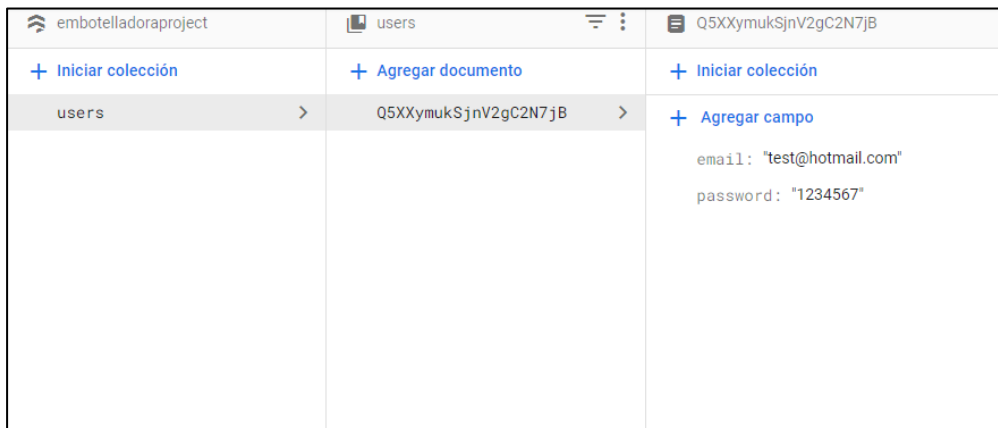 embotelladoraproject
Iniciar colección
users
users
Agregar documento
Q5XXymukSjnV2gC2N7jB
Q5XXymukSjnV2gC2N7jB
Iniciar colección
Agregar campo
email: "test@hotmail.com"
password: "1234567"